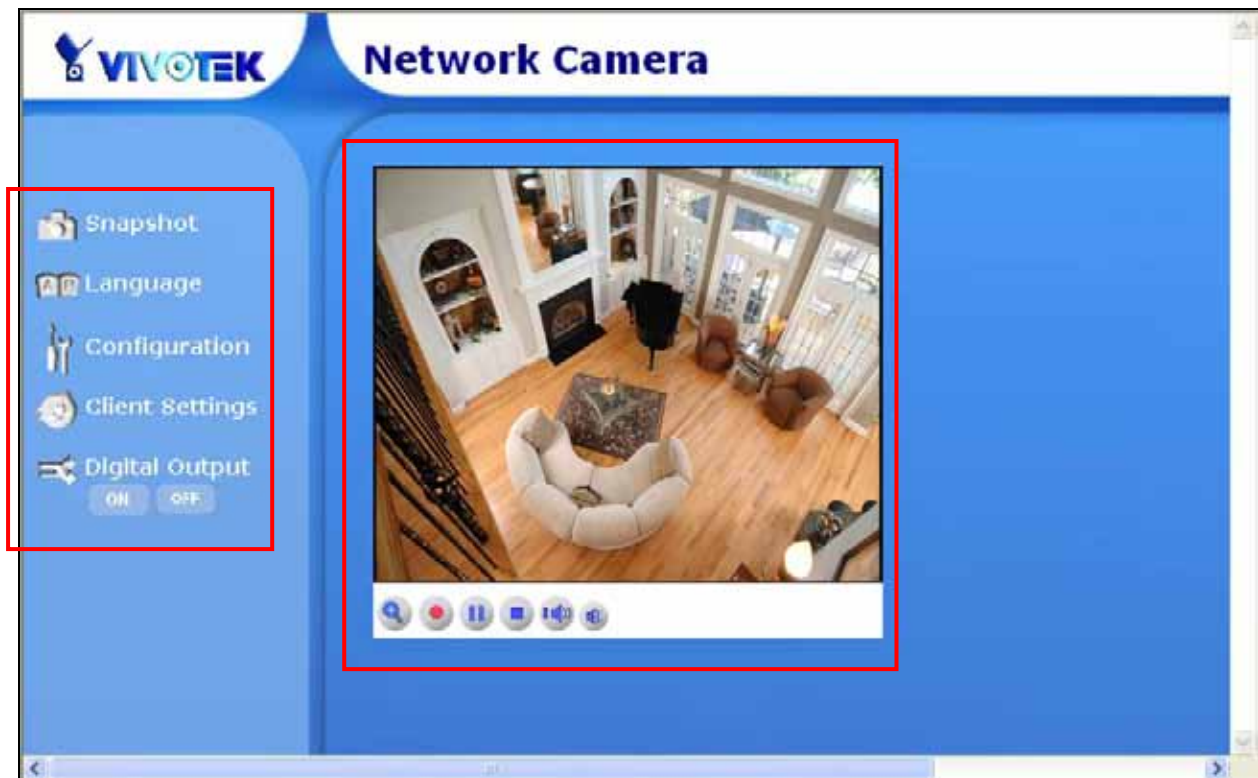 VIVOTEK
Network Camera
Snapshot
Language
Configuration
Client Settings
Digital Output
ON OFF